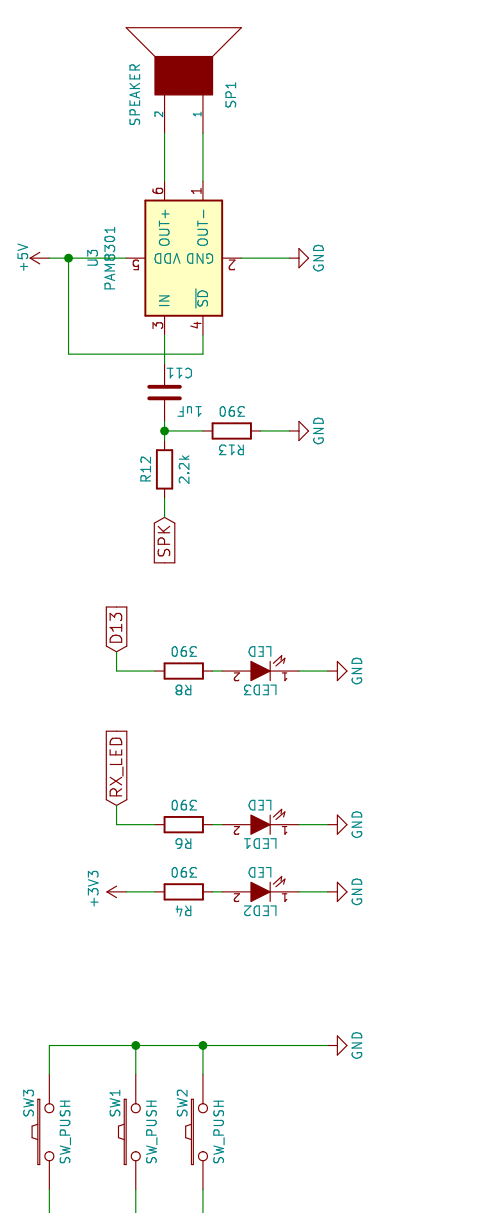 SPEAKER
SP1
2
1
6
1
OUT+
OUT-
+5V
U3
PAM8301
5
VDD
GND
2
GND
IN
SD
3
4
C11
1uF
390
R13
GND
R12
2.2k
SPK
D13
390
R8
LED
2
1
LED3
GND
RX_LED
390
R6
LED
2
1
LED1
GND
+3V3
390
R4
LED
2
1
LED2
GND
GND
SW3
SW_PUSH
SW1
SW_PUSH
SW2
SW_PUSH